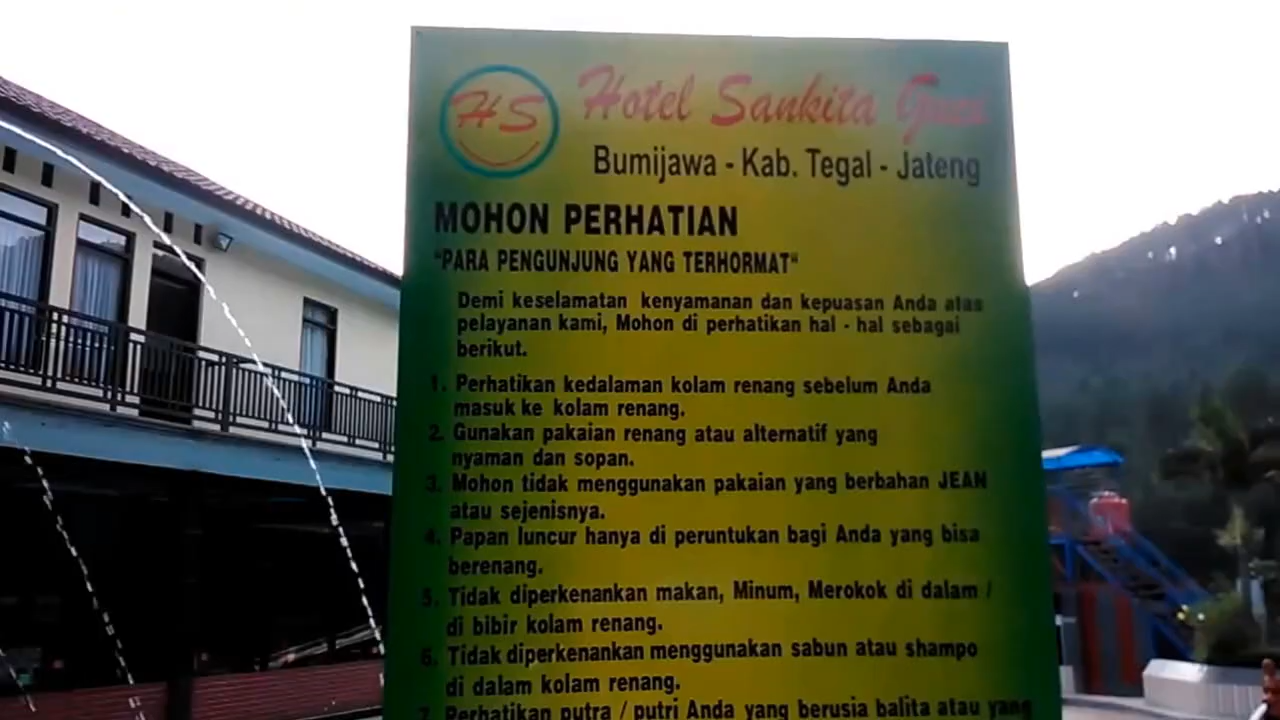 HS
Hotel Sankita Guci
Bumijawa - Kab. Tegal - Jateng
MOHON PERHATIAN
"PARA PENGUNJUNG YANG TERHORMAT"
Demi keselamatan kenyamanan dan kepuasan Anda atas
pelayanan kami, Mohon di perhatikan hal - hal sebagai
berikut.
1. Perhatikan kedalaman kolam renang sebelum Anda
masuk ke kolam renang.
2. Gunakan pakaian renang atau alternatif yang
nyaman dan sopan.
3. Mohon tidak menggunakan pakaian yang berbahan JEAN
atau sejenisnya.
4. Papan luncur hanya di peruntukan bagi Anda yang bisa
berenang.
5. Tidak diperkenankan makan, Minum, Merokok di dalam /
di bibir kolam renang.
6. Tidak diperkenankan menggunakan sabun atau shampo
di dalam kolam renang.
7. Perhatikan putra / putri Anda yang berusia balita atau yang